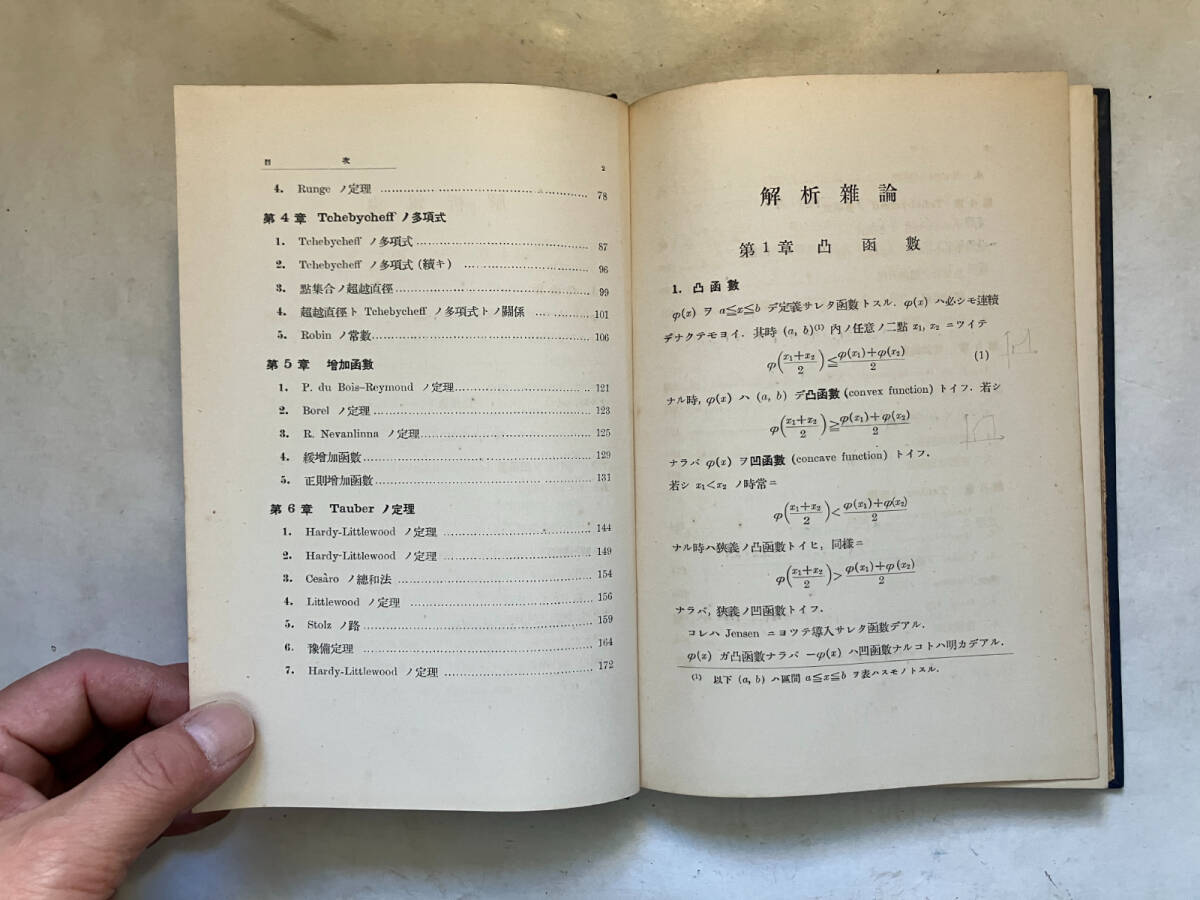 目 次 2
4. Runge ノ定理 ........................................ 78
第4章 Tchebycheff ノ多項式
1. Tchebycheff ノ多項式 ........................................ 87
2. Tchebycheff ノ多項式 (續キ) ........................................ 96
3. 點集合ノ超越直徑 ........................................ 99
4. 超越直徑ト Tchebycheff ノ多項式トノ關係 .... ........ 101
5. Robin ノ常數 ........................................ 106
第5章 增加函數
1. P. du Bois-Reymond ノ定理 ........................................ 121
2. Borel ノ定理 ........................................ 123
3. R. Nevanlinna ノ定理 ........................................ 125
4. 緩增加函數 ........................................ 129
5. 正則增加函數 ........................................ 131
第6章 Tauber ノ定理
1. Hardy-Littlewood ノ定理 ........................................ 144
2. Hardy-Littlewood ノ定理 ........................................ 149
3. Cesàro ノ總和法 ........................................ 154
4. Littlewood ノ定理 ........................................ 156
5. Stolz ノ路 ........................................ 159
6. 豫備定理 ........................................ 164
7. Hardy-Littlewood ノ定理 ........................................ 172
解析雜論
第1章 凸函數
1. 凸函數
φ(x) ヲ a≦x≦b デ定義サレタ函數トスル. φ(x) ハ必シモ連續
デナクテモヨイ. 其時 (a, b)⁽¹⁾ 內ノ任意ノ二點 x₁, x₂ ニツイテ
φ((x₁+x₂)/2)≦(φ(x₁)+φ(x₂))/2 (1)
ナル時, φ(x) ハ (a, b) デ凸函數 (convex function) トイフ. 若シ
φ((x₁+x₂)/2)≧(φ(x₁)+φ(x₂))/2
ナラバ φ(x) ヲ凹函數 (concave function) トイフ.
若シ x₁<x₂ ノ時常ニ
φ((x₁+x₂)/2)<(φ(x₁)+φ(x₂))/2
ナル時ハ狹義ノ凸函數トイヒ, 同樣ニ
φ((x₁+x₂)/2)>(φ(x₁)+φ(x₂))/2
ナラバ, 狹義ノ凹函數トイフ.
コレハ Jensen ニヨツテ導入サレタ函數デアル.
φ(x) ガ凸函數ナラバ −φ(x) ハ凹函數ナルコトハ明カデアル.
(1) 以下 (a, b) ハ區間 a≦x≦b ヲ表ハスモノトスル.